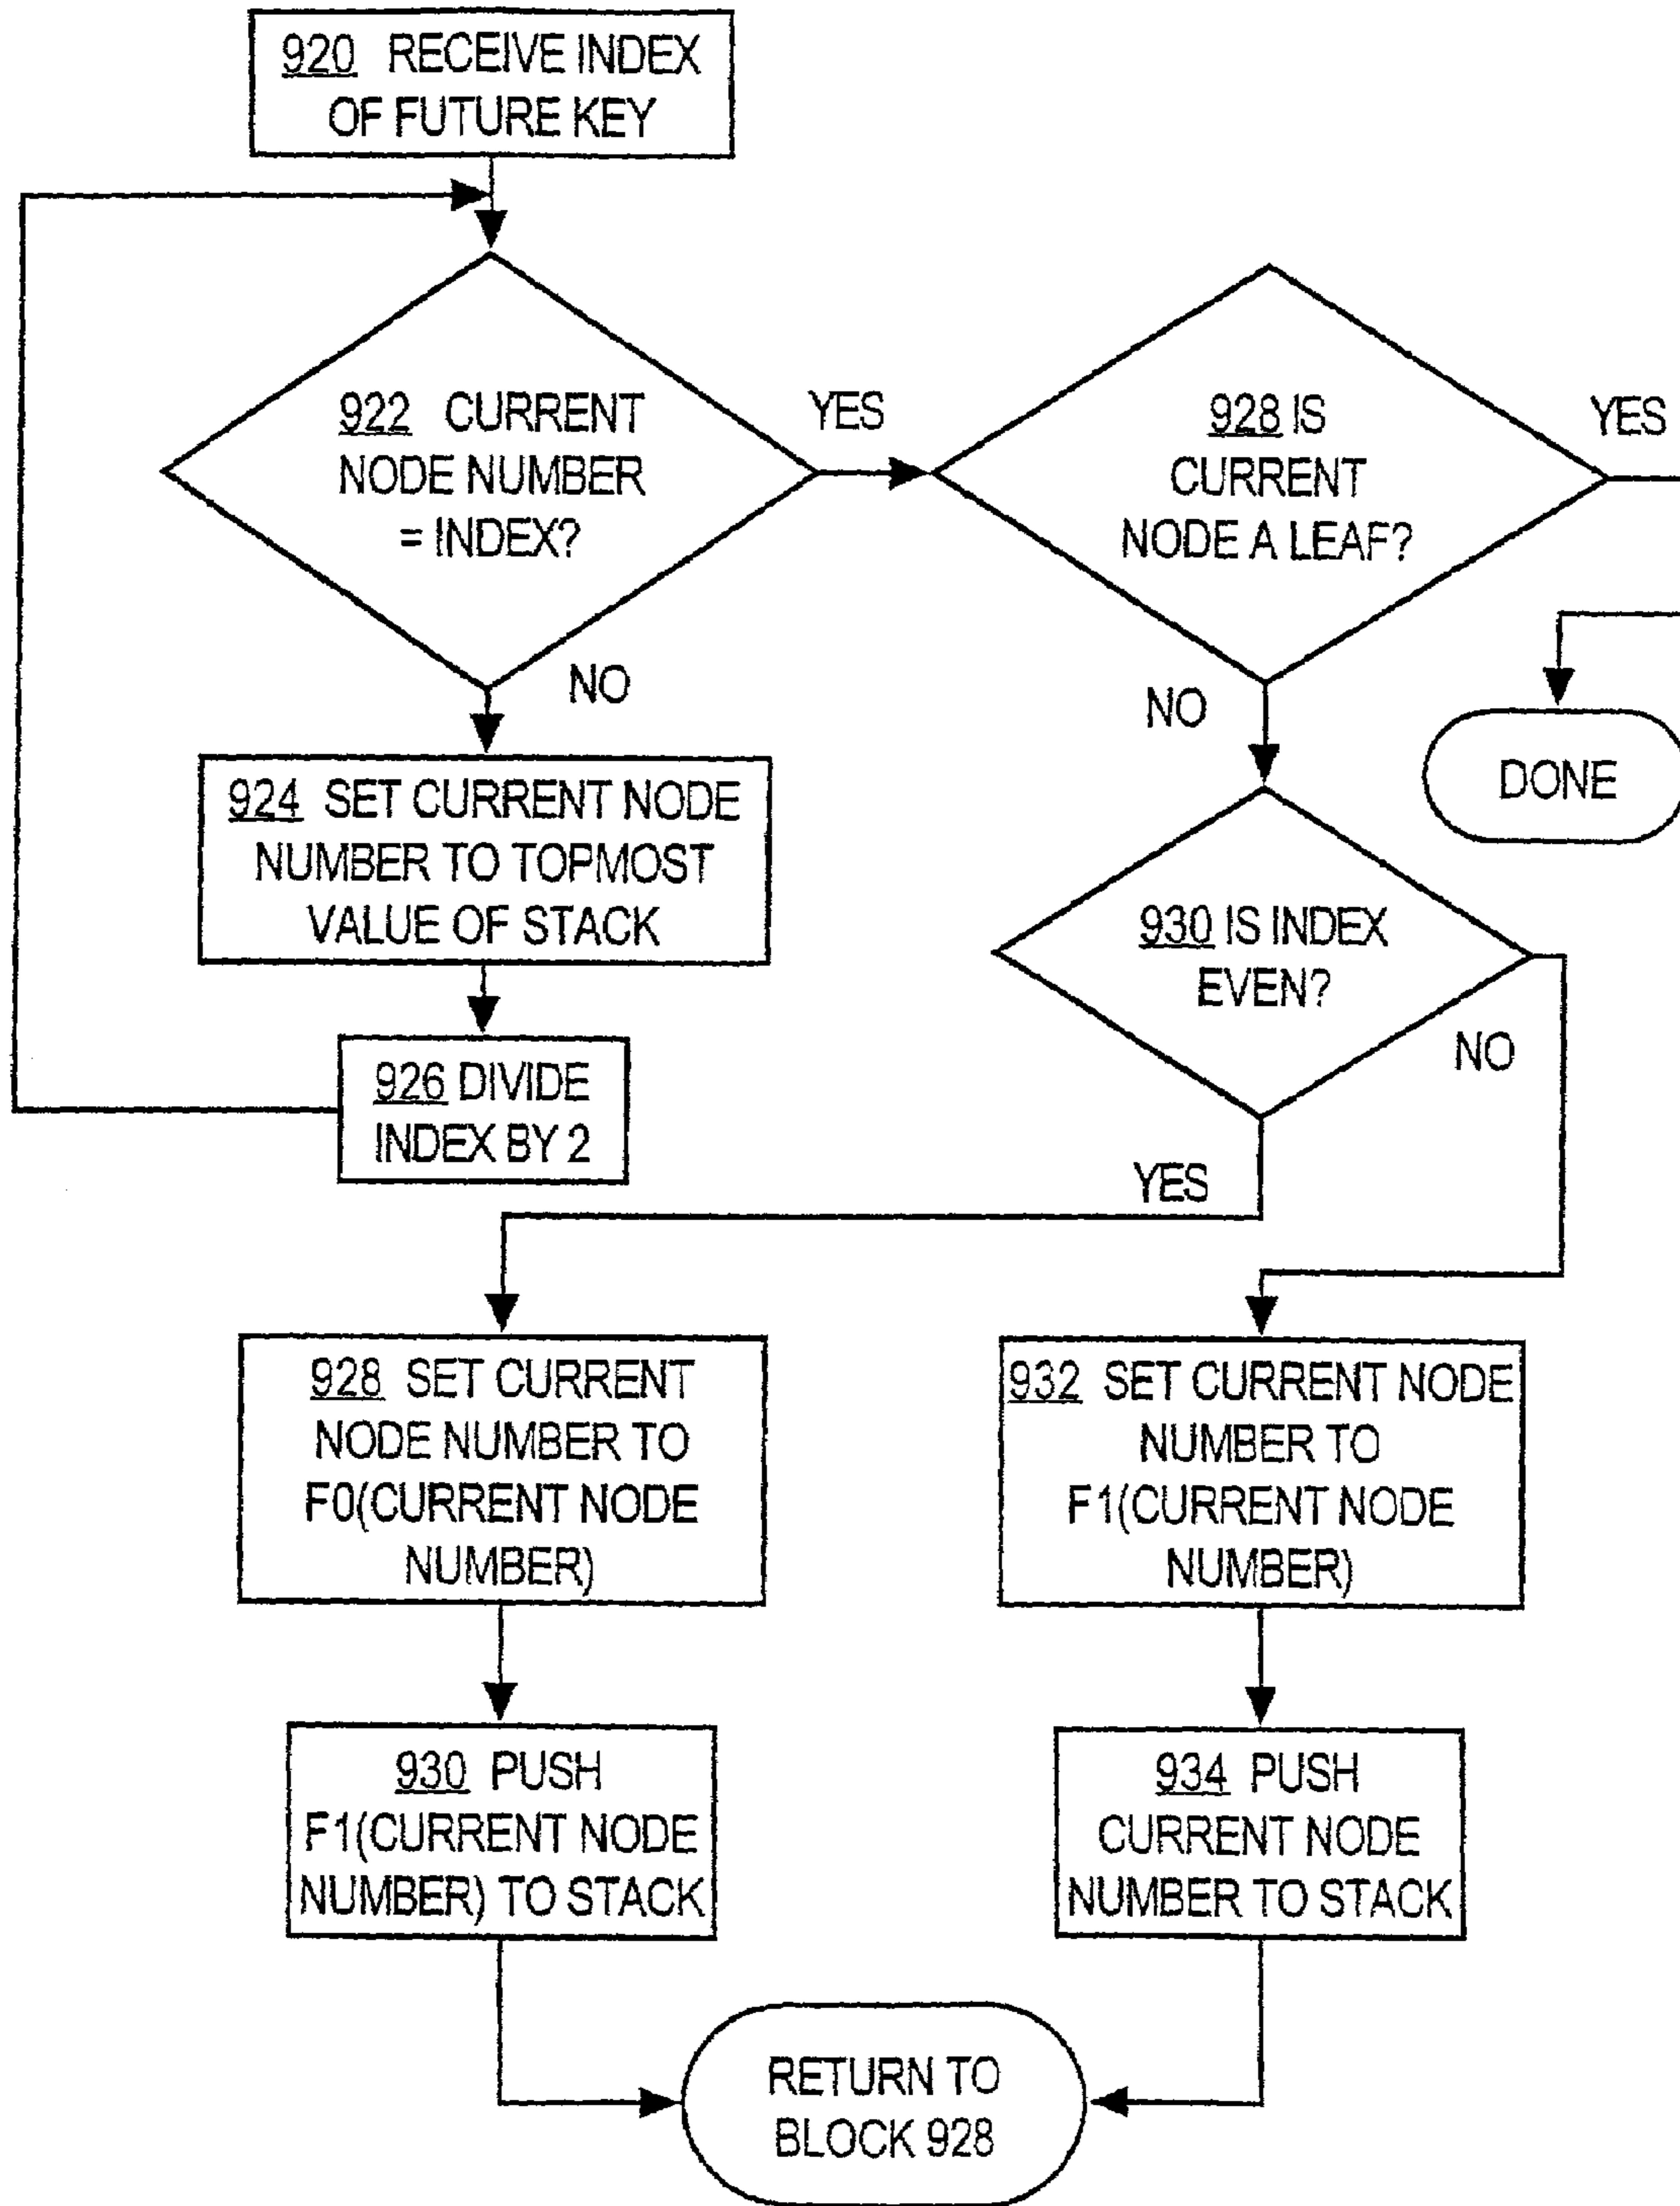 920 RECEIVE INDEX
OF FUTURE KEY
922 CURRENT
NODE NUMBER
= INDEX?
YES
NO
928 IS
CURRENT
NODE A LEAF?
YES
NO
DONE
924 SET CURRENT NODE
NUMBER TO TOPMOST
VALUE OF STACK
926 DIVIDE
INDEX BY 2
930 IS INDEX
EVEN?
NO
YES
928 SET CURRENT
NODE NUMBER TO
F0(CURRENT NODE
NUMBER)
932 SET CURRENT NODE
NUMBER TO
F1(CURRENT NODE
NUMBER)
930 PUSH
F1(CURRENT NODE
NUMBER) TO STACK
934 PUSH
CURRENT NODE
NUMBER TO STACK
RETURN TO
BLOCK 928